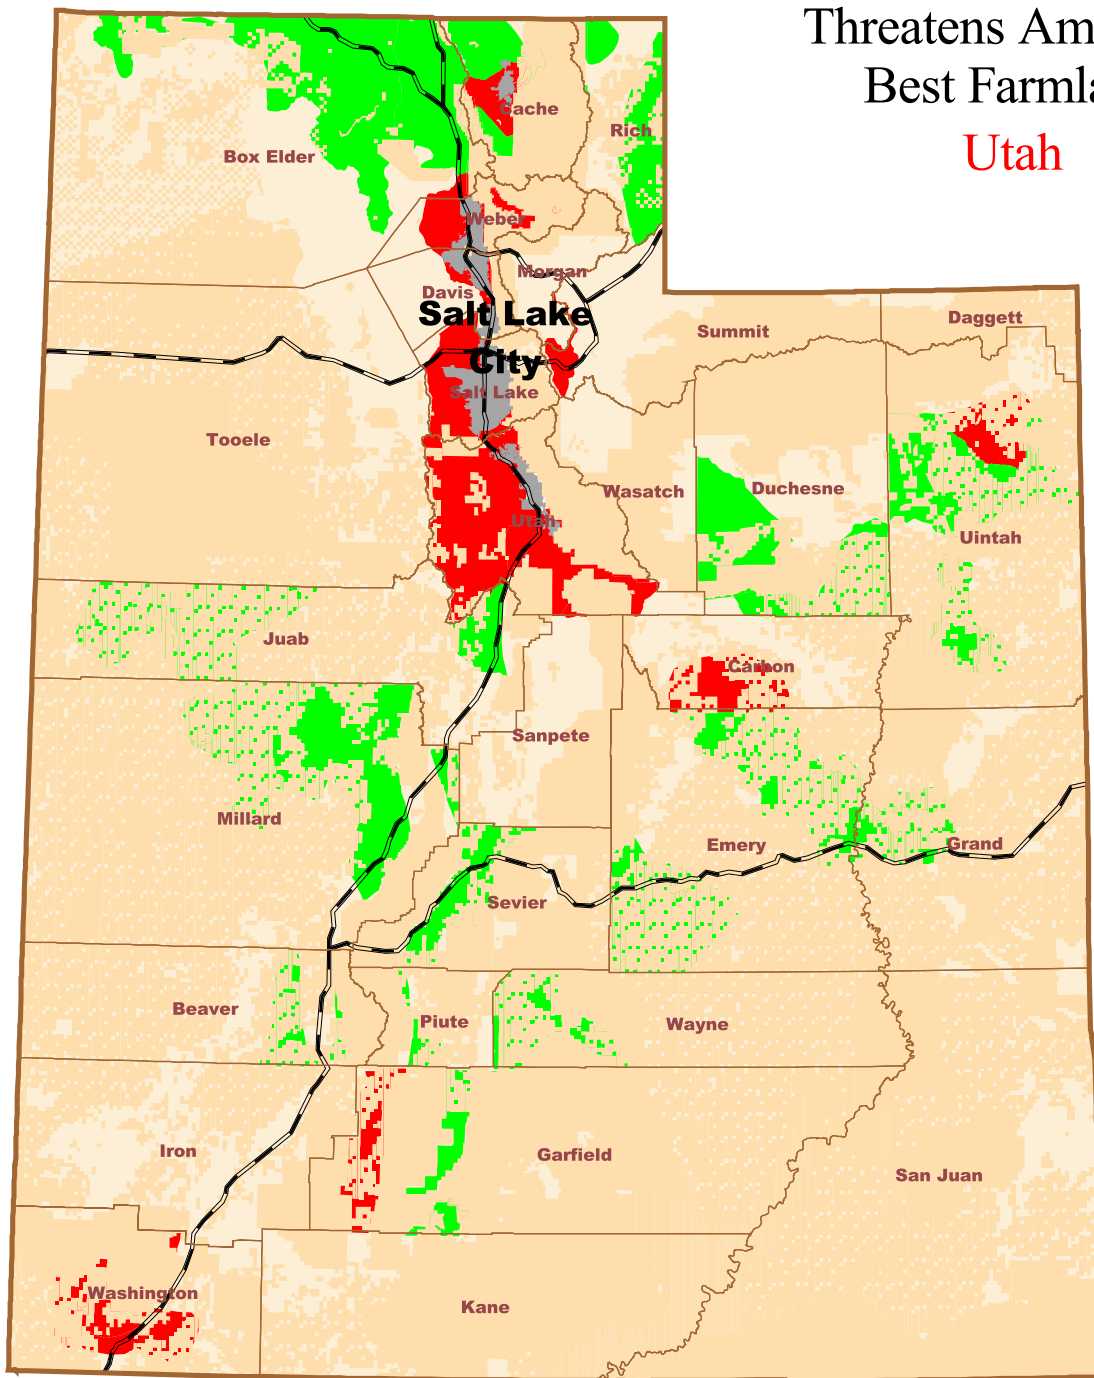 Threatens Am
Best Farmla
Utah
Cache
Rich
Box Elder
Weber
Morgan
Davis
Salt Lake
City
Summit
Daggett
Salt Lake
Tooele
Wasatch
Duchesne
Utah
Uintah
Juab
Carbon
Sanpete
Millard
Emery
Grand
Sevier
Beaver
Piute
Wayne
Iron
Garfield
San Juan
Washington
Kane